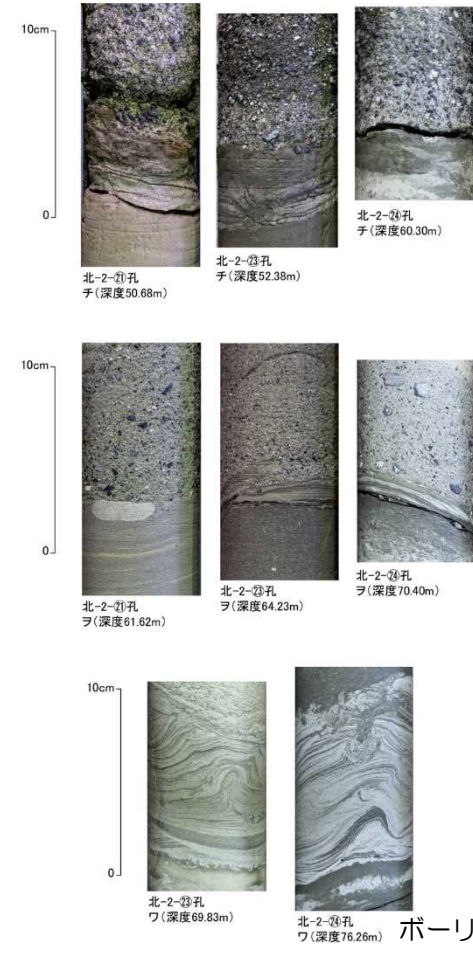 10cm
0
北-2-㉑孔
チ(深度50.68m)
北-2-㉓孔
チ(深度52.38m)
北-2-㉔孔
チ(深度60.30m)
10cm
0
北-2-㉑孔
ヲ(深度61.62m)
北-2-㉓孔
ヲ(深度64.23m)
北-2-㉔孔
ヲ(深度70.40m)
10cm
0
北-2-㉓孔
ワ(深度69.83m)
北-2-㉔孔
ワ(深度76.26m)
ボーリ